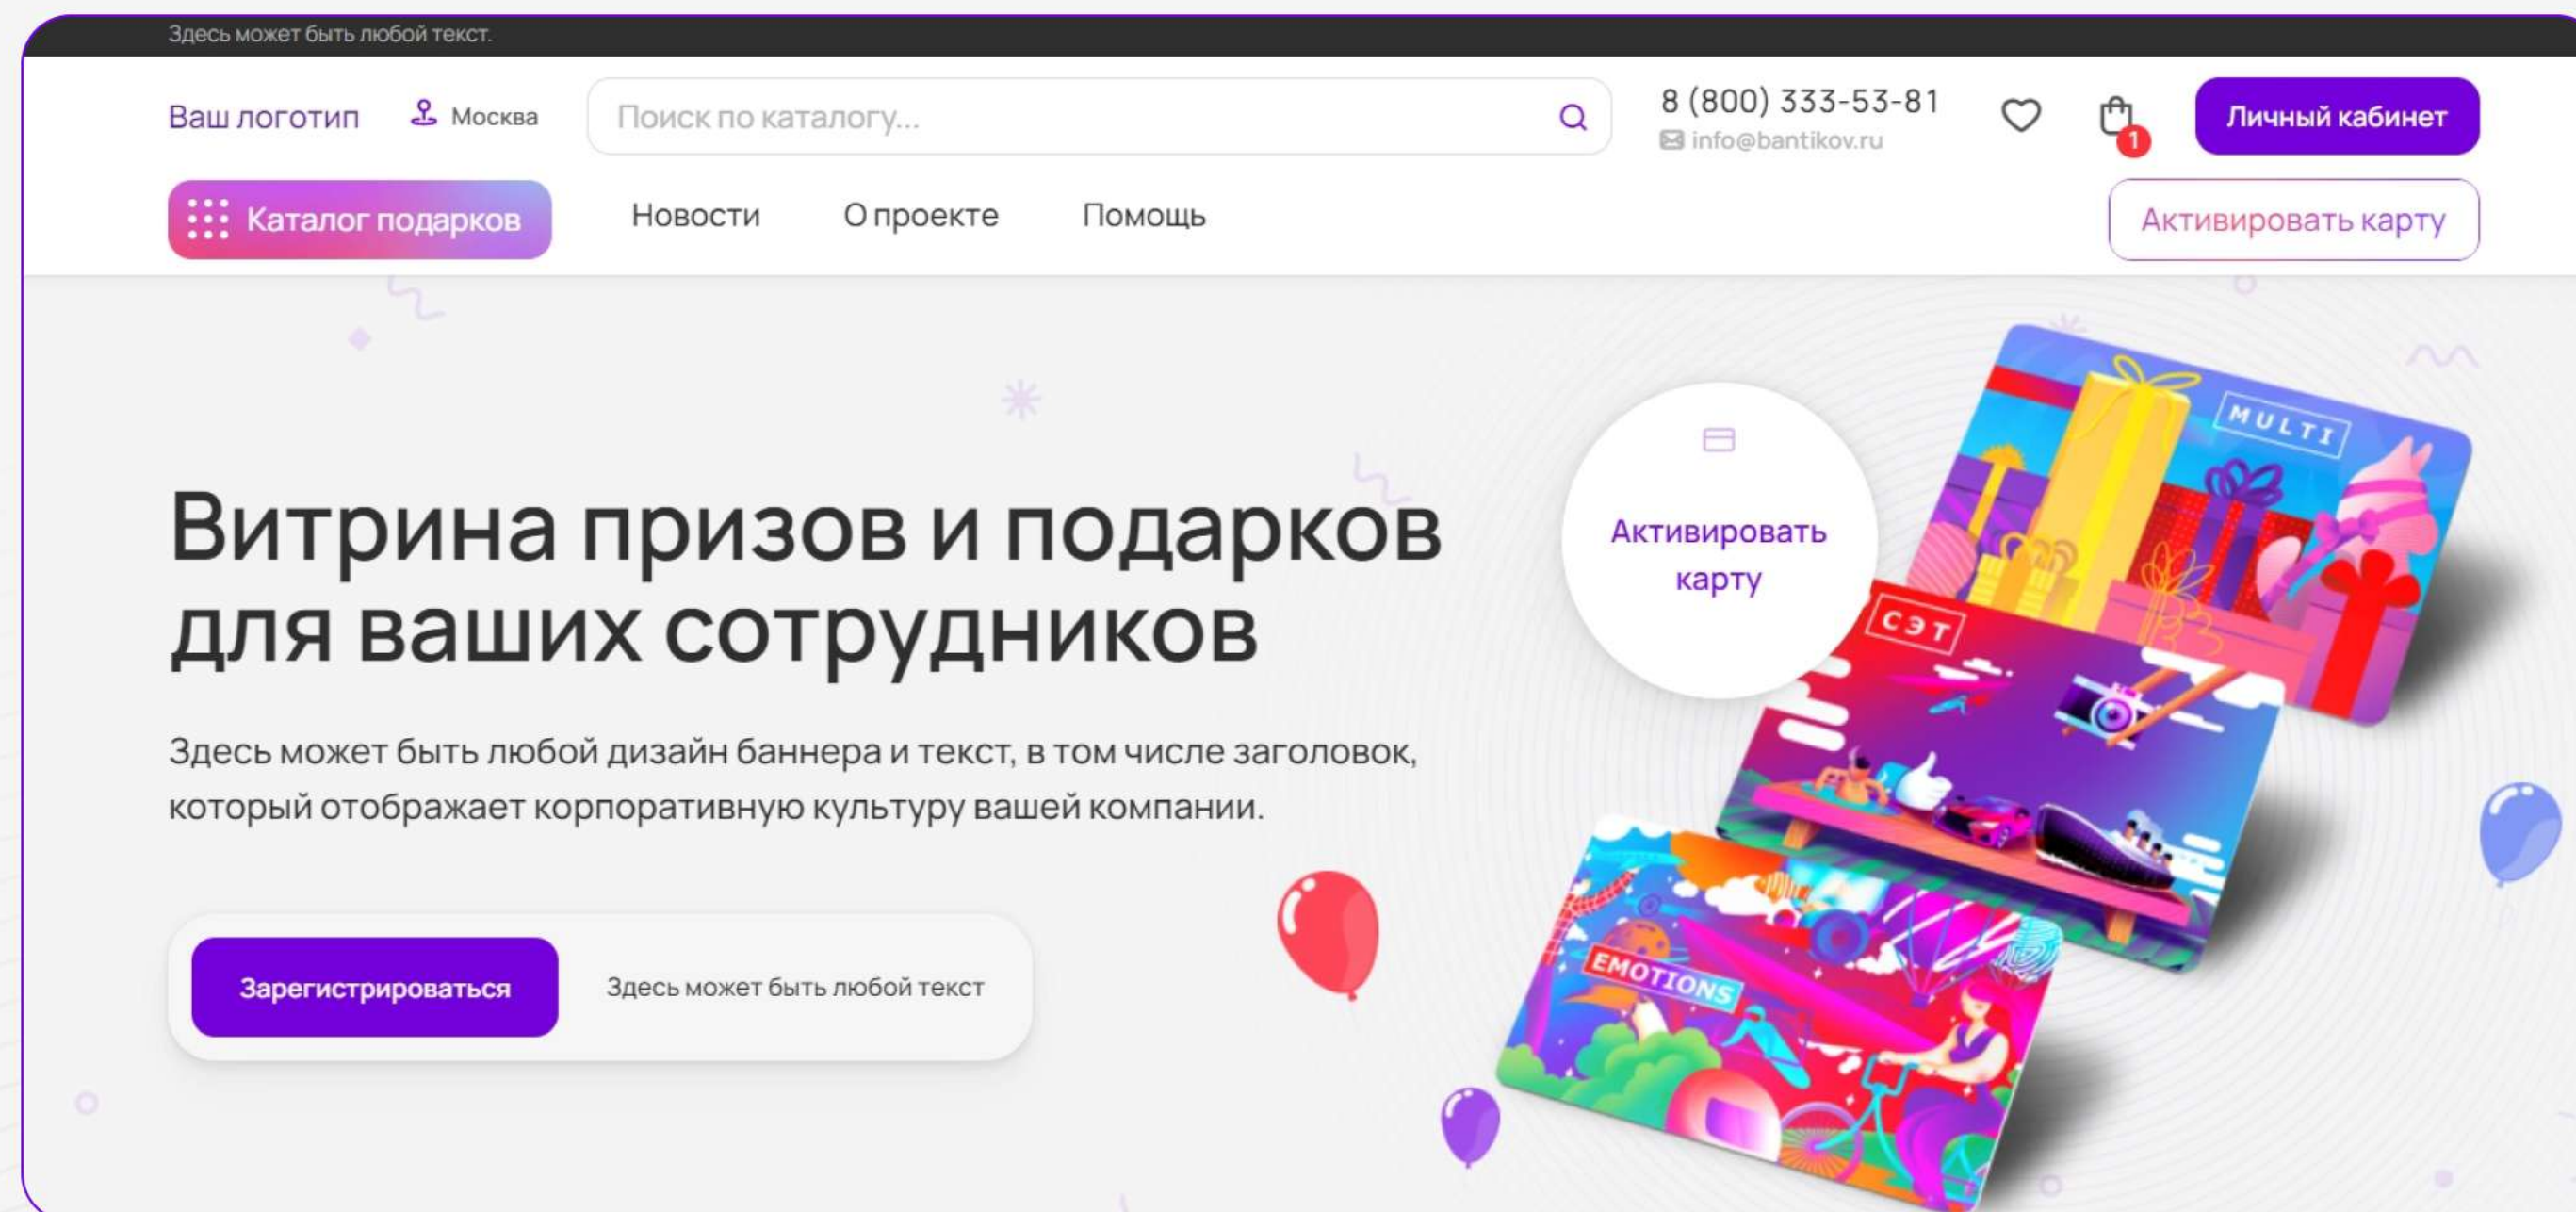 Здесь может быть любой текст.
Ваш логотип
Москва
Поиск по каталогу...
8 (800) 333-53-81
info@bantikov.ru
1
Личный кабинет
Каталог подарков
Новости
О проекте
Помощь
Активировать карту
MULTI
Активировать
карту
Витрина призов и подарков
для ваших сотрудников
СЭТ
Здесь может быть любой дизайн баннера и текст, в том числе заголовок,
который отображает корпоративную культуру вашей компании.
EMOTIONS
Зарегистрироваться
Здесь может быть любой текст